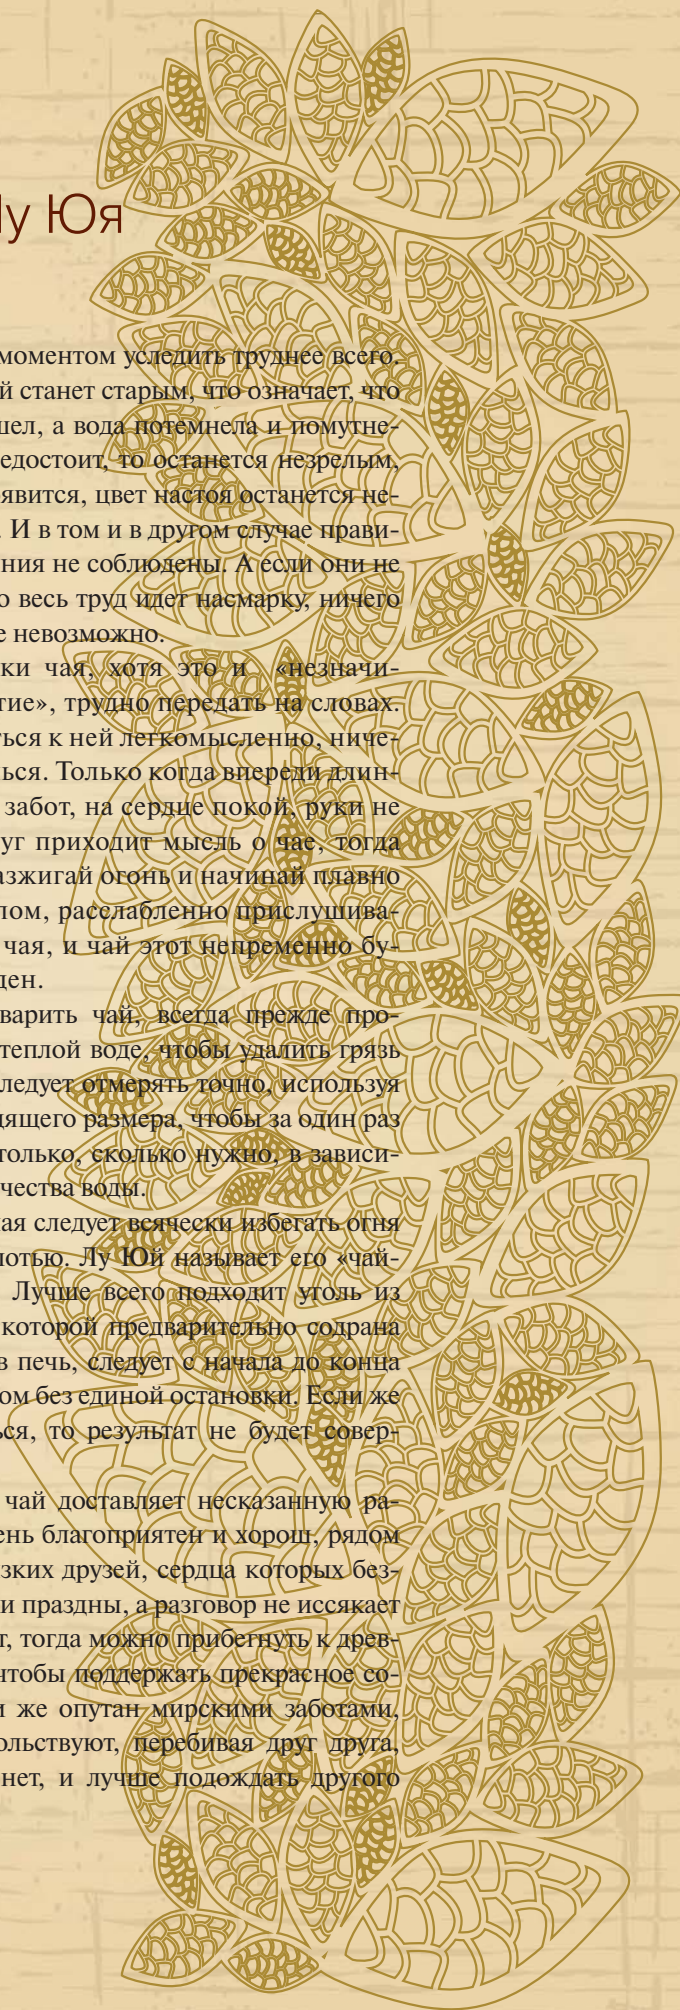 Лу Юя
моментом уследить труднее всего.
й станет старым, что означает, что
шел, а вода потемнела и помутне-
едостоит, то останется незрелым,
явится, цвет настоя останется не-
. И в том и в другом случае прави-
ния не соблюдены. А если они не
о весь труд идет насмарку, ничего
е невозможно.
ки чая, хотя это и «незначи-
тие», трудно передать на словах.
ться к ней легкомысленно, ниче-
ься. Только когда впереди длин-
забот, на сердце покой, руки не
уг приходит мысль о чае, тогда
азжигай огонь и начинай плавно
лом, расслабленно прислушива-
чая, и чай этот непременно бу-
ден.
варить чай, всегда прежде про-
теплой воде, чтобы удалить грязь
ледует отмерять точно, используя
дящего размера, чтобы за один раз
только, сколько нужно, в зависи-
чества воды.
ая следует всячески избегать огня
потью. Лу Юй называет его «чай-
Лучше всего подходит уголь из
которой предварительно содрана
в печь, следует с начала до конца
ом без единой остановки. Если же
ься, то результат не будет совер-
чай доставляет несказанную ра-
ень благоприятен и хорош, рядом
зких друзей, сердца которых без-
и праздны, а разговор не иссякает
т, тогда можно прибегнуть к древ-
чтобы поддержать прекрасное со-
и же опутан мирскими заботами,
ольствуют, перебивая друг друга,
нет, и лучше подождать другого